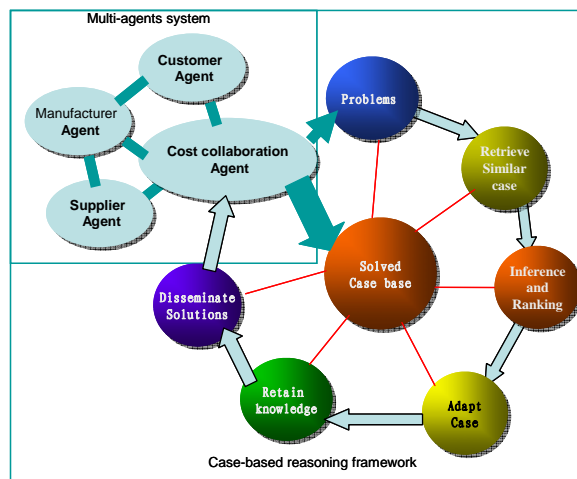 Multi-agents system
Customer
Agent
Manufacturer
Agent
Cost collaboration
Agent
Supplier
Agent
Problems
Retrieve
Similar
case
Solved
Case base
Inference
and
Ranking
Disseminate
Solutions
Retain
knowledge
Adapt
Case
Case-based reasoning framework